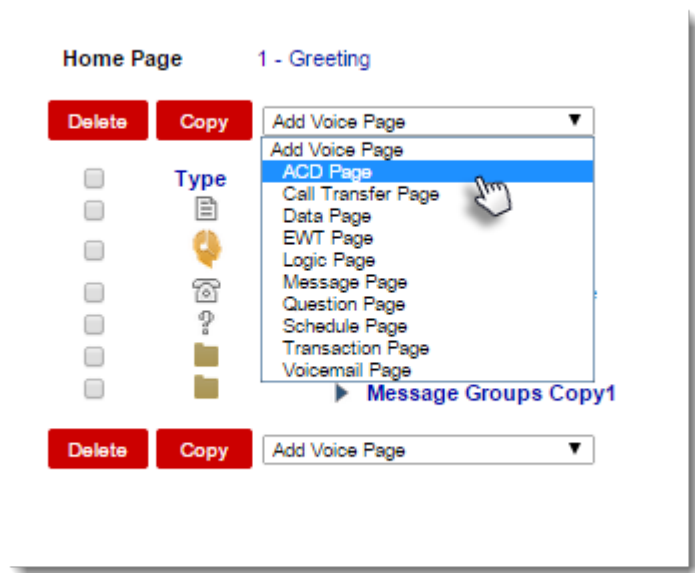 Home Page 1 - Greeting
Delete Copy Add Voice Page
Add Voice Page
ACD Page
Type
Call Transfer Page
Data Page
EWT Page
Logic Page
Message Page
Question Page
Schedule Page
Transaction Page
Voicemail Page
Message Groups Copy1
Delete Copy Add Voice Page